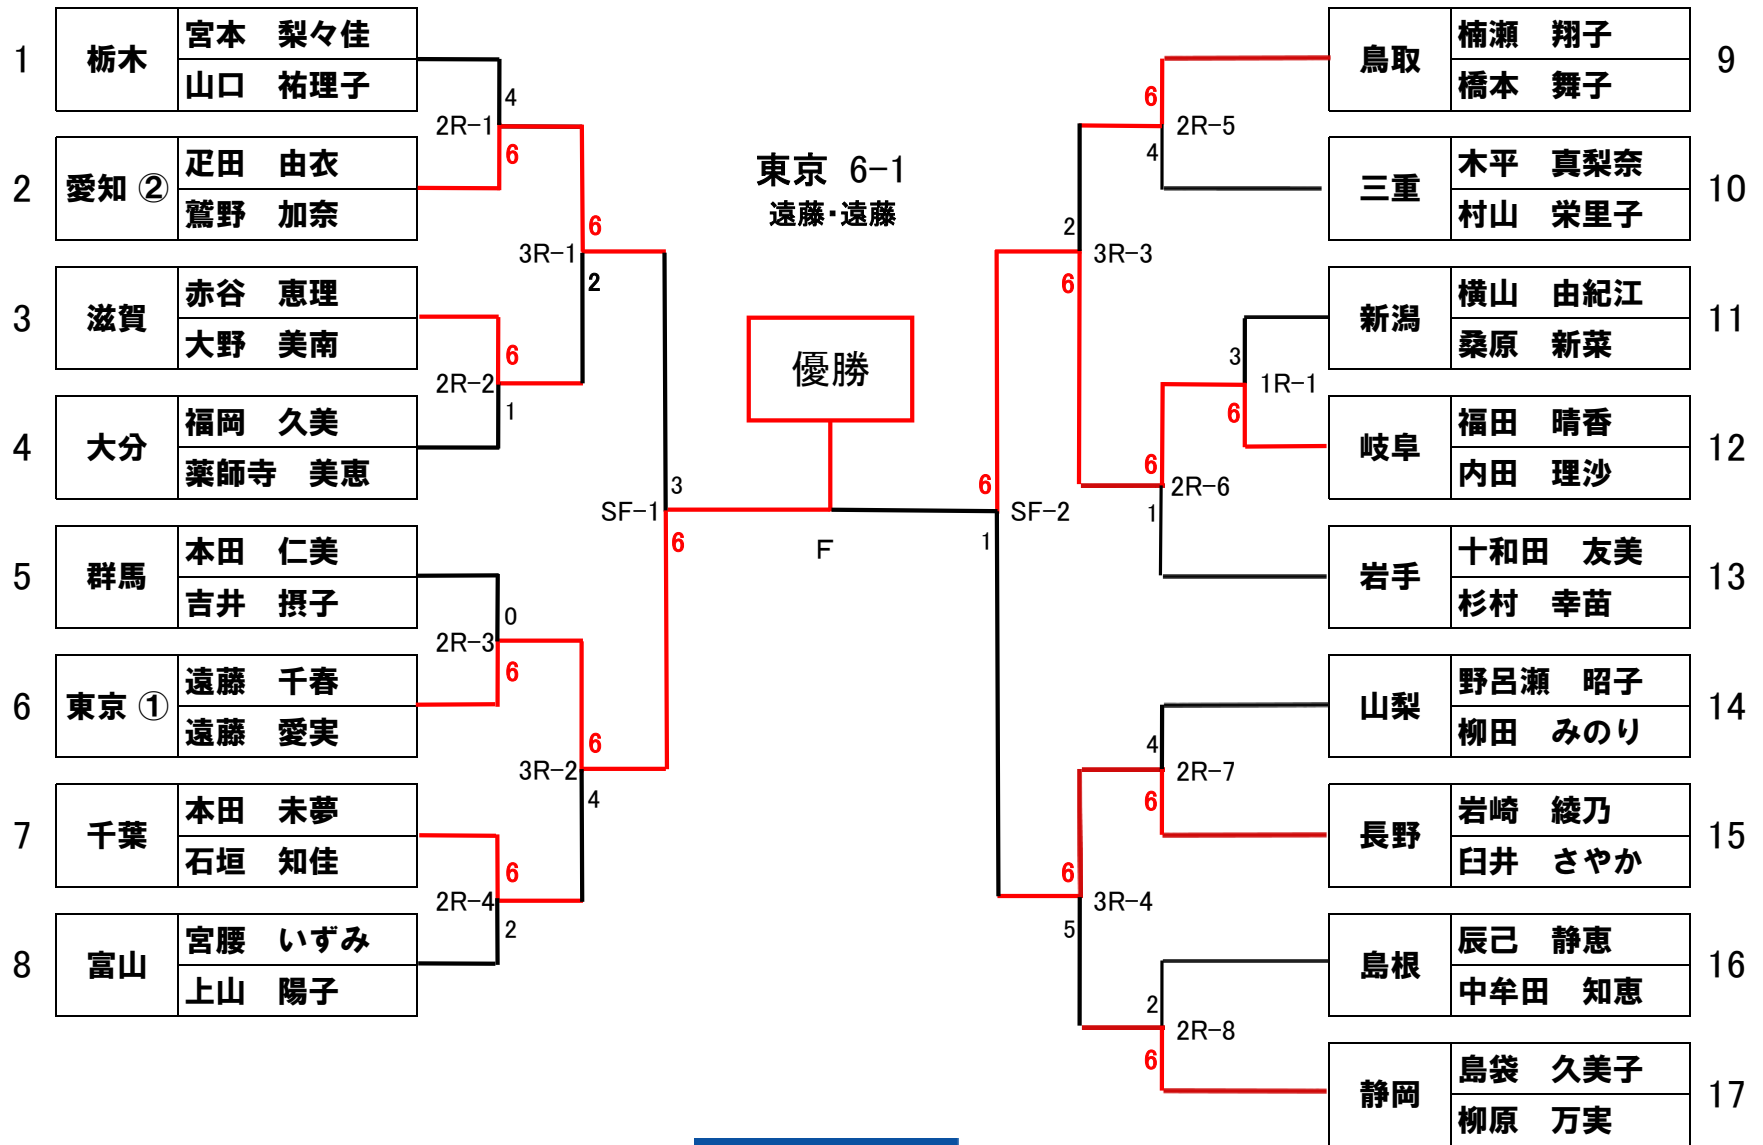 1 栃木 宮本 梨々佳
山口 祐理子
4
2R-1
6
2 愛知 ② 疋田 由衣
鷲野 加奈
6
3R-1
2
3 滋賀 赤谷 恵理
大野 美南
6
2R-2
1
4 大分 福岡 久美
薬師寺 美恵
3
SF-1
6
5 群馬 本田 仁美
吉井 摂子
0
2R-3
6
6 東京 ① 遠藤 千春
遠藤 愛実
6
3R-2
4
7 千葉 本田 未夢
石垣 知佳
6
2R-4
2
8 富山 宮腰 いずみ
上山 陽子
東京 6-1
遠藤・遠藤
優勝
F
鳥取 楠瀬 翔子 9
橋本 舞子
6
2R-5
4
三重 木平 真梨奈 10
村山 栄里子
2
3R-3
6
新潟 横山 由紀江 11
桑原 新菜
3
1R-1
6
岐阜 福田 晴香 12
内田 理沙
6
2R-6
1
6
SF-2
1
岩手 十和田 友美 13
杉村 幸苗
山梨 野呂瀬 昭子 14
柳田 みのり
4
2R-7
6
長野 岩崎 綾乃 15
臼井 さやか
6
3R-4
5
島根 辰己 静恵 16
中牟田 知恵
2
2R-8
6
静岡 島袋 久美子 17
柳原 万実